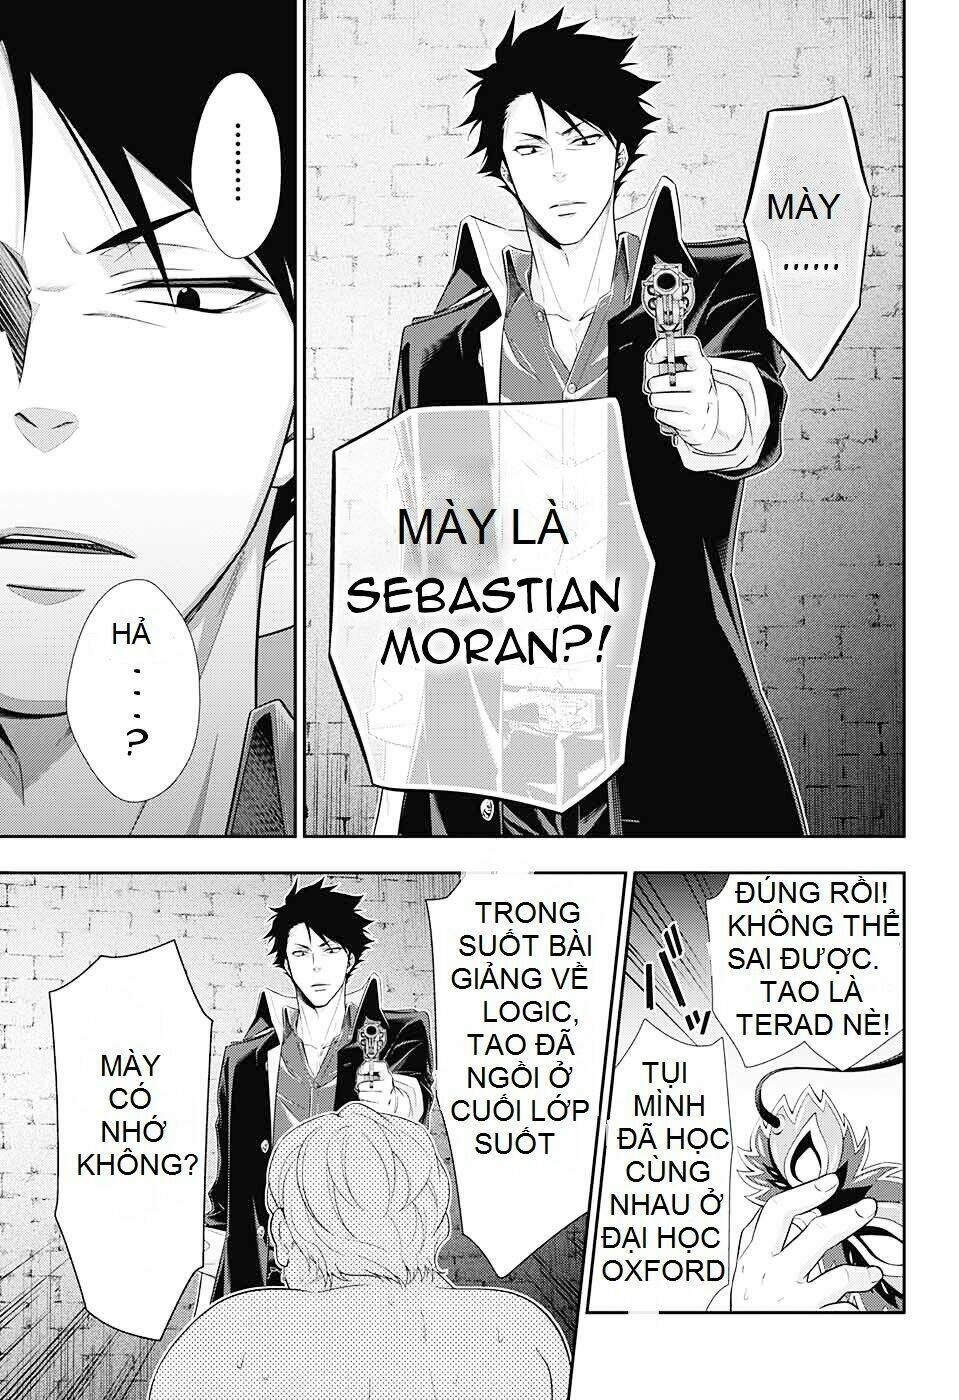 MÀY
......
MÀY LÀ
SEBASTIAN
MORAN?!
........
HẢ
...
?
ĐÚNG RỒI!
KHÔNG THỂ
SAI ĐƯỢC.
TAO LÀ
TERAD NÈ!
TỤI
MÌNH
ĐÃ HỌC
CÙNG
NHAU Ở
ĐẠI HỌC
OXFORD
TRONG
SUỐT BÀI
GIẢNG VỀ
LOGIC,
TAO ĐÃ
NGỒI Ở
CUỐI LỚP
SUỐT
MÀY
CÓ
NHỚ
KHÔNG?